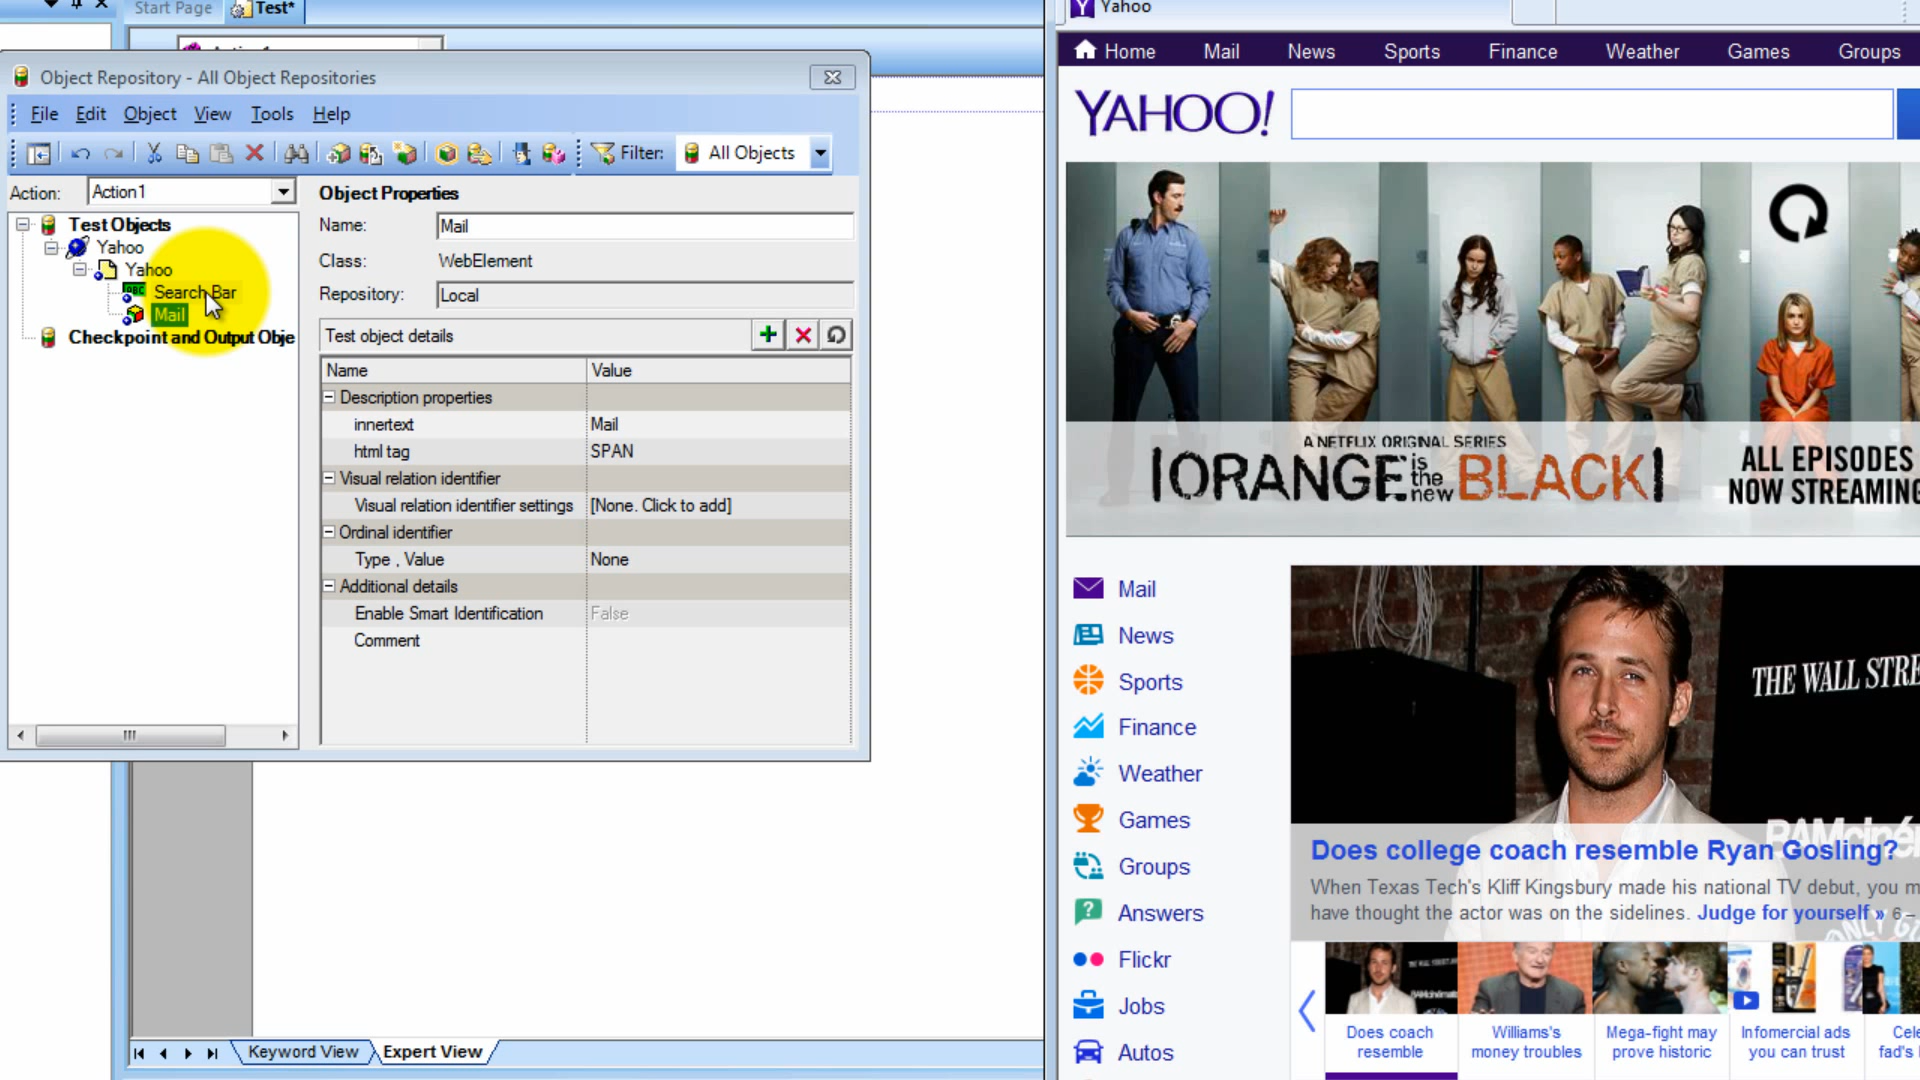 Start Page
Test*
Object Repository - All Object Repositories
File Edit Object View Tools Help
Filter: All Objects
Action: Action1
Test Objects
Yahoo
Yahoo
Search Bar
Mail
Checkpoint and Output Obje
Object Properties
Name: Mail
Class: WebElement
Repository: Local
Test object details
Name Value
Description properties
innertext Mail
html tag SPAN
Visual relation identifier
Visual relation identifier settings [None. Click to add]
Ordinal identifier
Type , Value None
Additional details
Enable Smart Identification False
Comment
Keyword View Expert View
Yahoo
Home Mail News Sports Finance Weather Games Groups
YAHOO!
A NETFLIX ORIGINAL SERIES
ORANGE is the new BLACK
ALL EPISODES
NOW STREAMING
Mail
News
Sports
Finance
Weather
Games
Groups
Answers
Flickr
Jobs
Autos
THE WALL STRE
Does college coach resemble Ryan Gosling?
When Texas Tech's Kliff Kingsbury made his national TV debut, you m
have thought the actor was on the sidelines. Judge for yourself » 6 –
Does coach
resemble
Williams's
money troubles
Mega-fight may
prove historic
Infomercial ads
you can trust
Cele
fad's